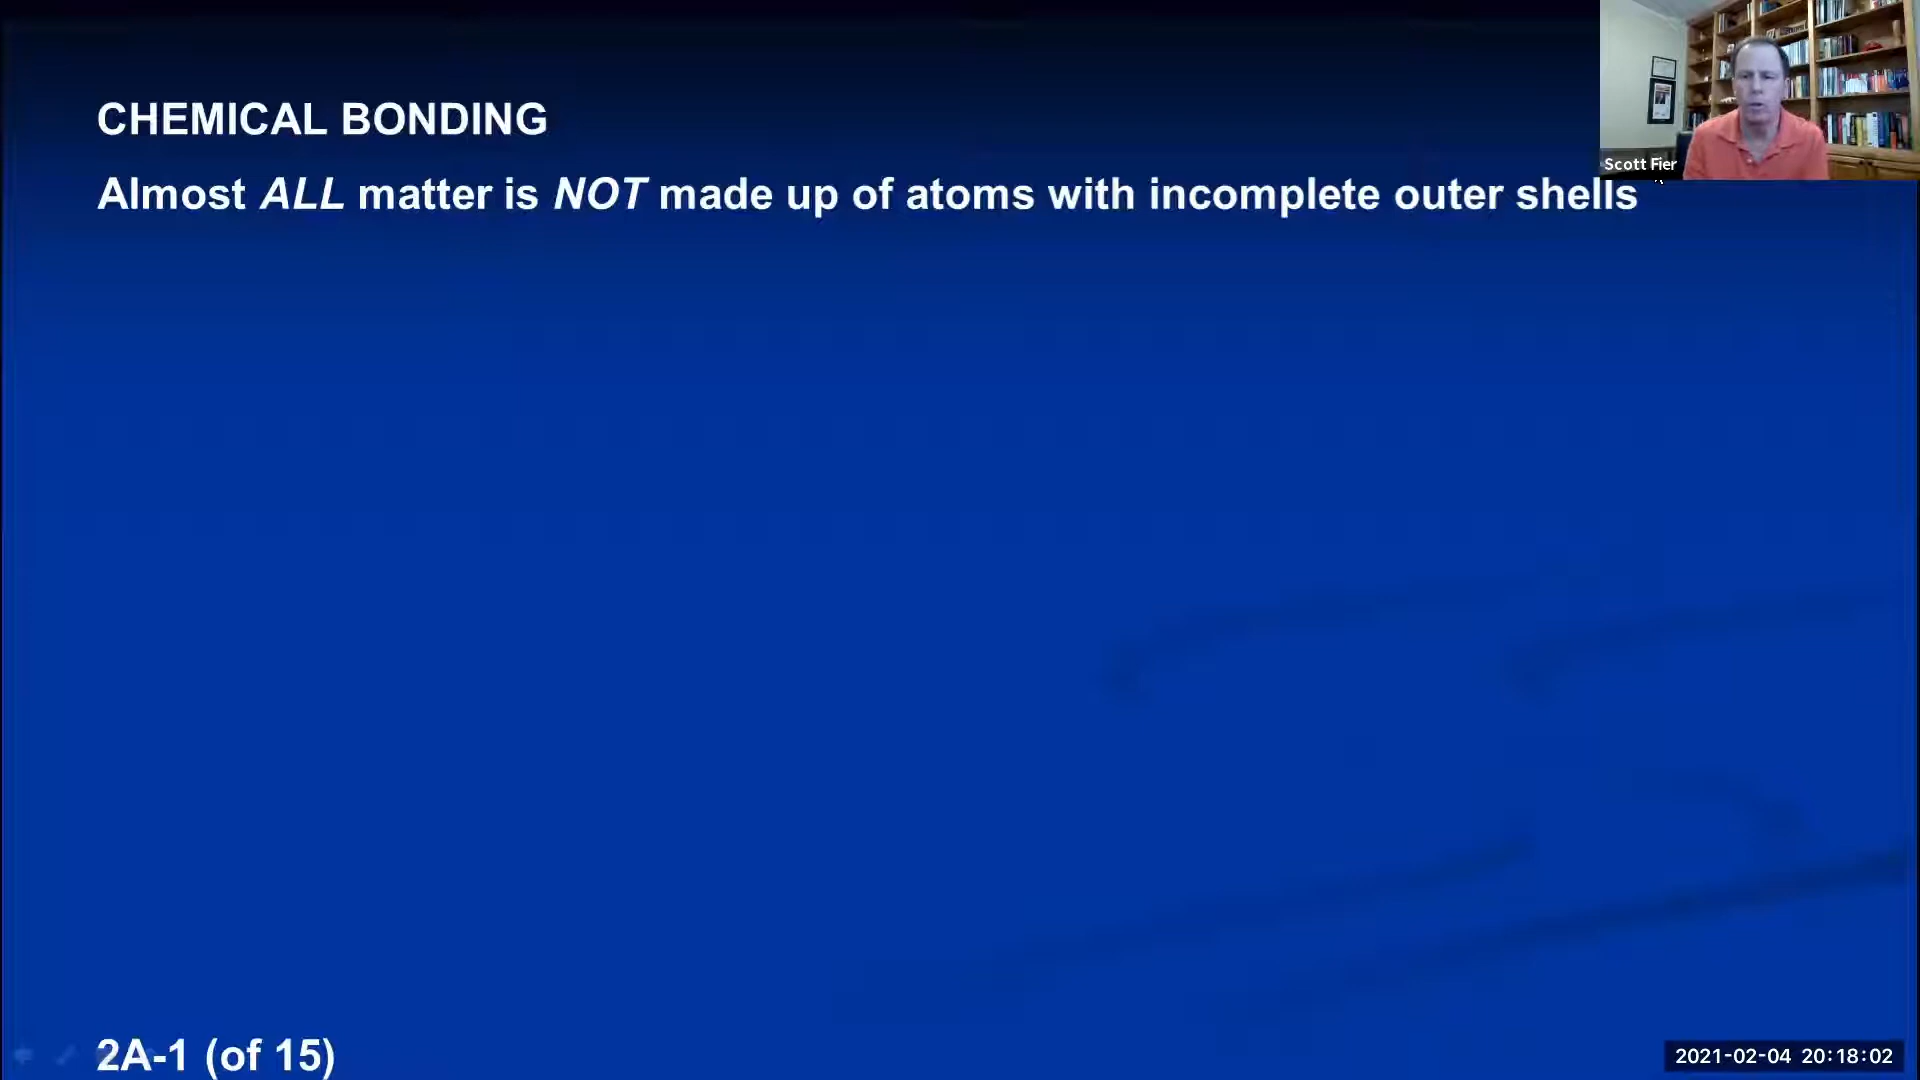 CHEMICAL BONDING
Scott Fier
Almost ALL matter is NOT made up of atoms with incomplete outer shells
2A-1 (of 15)
2021-02-04 20:18:02